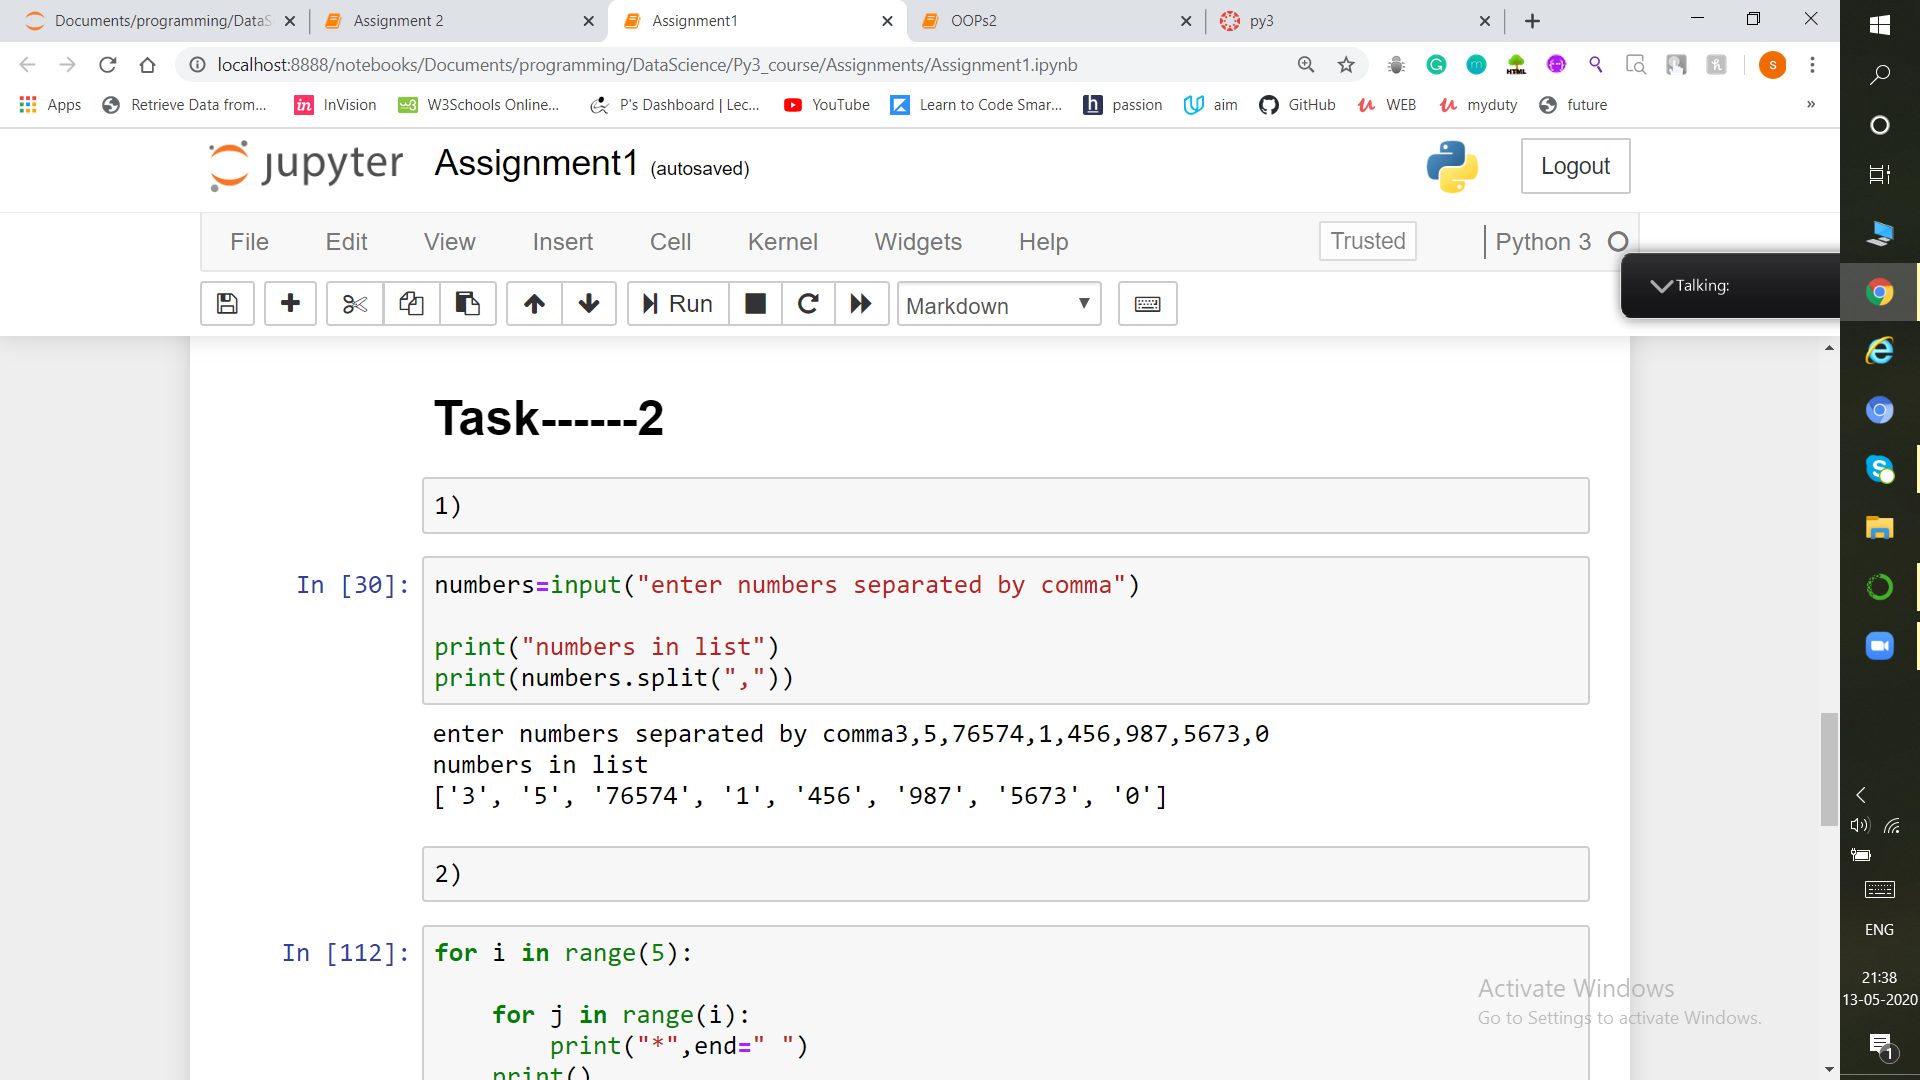 Documents/programming/DataS
Assignment 2
Assignment1
OOPs2
py3
localhost:8888/notebooks/Documents/programming/DataScience/Py3_course/Assignments/Assignment1.ipynb
Apps
Retrieve Data from...
InVision
W3Schools Online...
P's Dashboard | Lec...
YouTube
Learn to Code Smar...
passion
aim
GitHub
WEB
myduty
future
»
jupyter Assignment1 (autosaved)
Logout
File Edit View Insert Cell Kernel Widgets Help
Trusted
Python 3
Talking:
Run
Markdown
Task------2
1)
In [30]: numbers=input("enter numbers separated by comma")
print("numbers in list")
print(numbers.split(","))
enter numbers separated by comma3,5,76574,1,456,987,5673,0
numbers in list
['3', '5', '76574', '1', '456', '987', '5673', '0']
2)
In [112]: for i in range(5):
for j in range(i):
print("*",end=" ")
print()
Activate Windows
Go to Settings to activate Windows.
ENG
21:38
13-05-2020
1